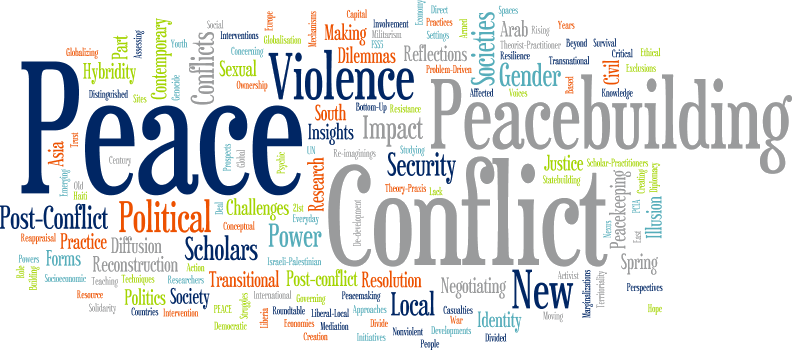 Peace
Conflict
Peacebuilding
Violence
New
Political
Power
Scholars
Post-Conflict
Security
Local
Gender
Societies
Impact
Conflicts
Contemporary
Hybridity
Part
Sexual
Making
Dilemmas
Reflections
Arab
Civil
South
Insights
Research
Challenges
Transitional
Post-conflict
Resolution
Negotiating
Identity
Justice
Peacekeeping
Illusion
Spring
Asia
Practice
Diffusion
Forms
Reconstruction
Politics
Society
Globalizing
Assessing
Youth
Genocide
Social
Interventions
Concerning
Globalisation
Ownership
Europe
Mechanisms
Capital
Involvement
Militarism
FSS5
Economy
Practices
Settings
Problem-Driven
Armed
Spaces
Rising
Years
Theorist-Practitioner
Beyond
Survival
Resilience
Transnational
Critical
Ethical
Exclusions
Affected
Voices
Based
Knowledge
Distinguished
Sites
Bottom-Up
Resistance
Trust
Century
Prospects
Global
UN
Psychic
Re-imaginings
Studying
Theory-Praxis
Lack
Scholar-Practitioners
Statebuilding
Creating
Diplomacy
PCIA
Nexus
East
Emerging
Old
Haiti
Deal
21st
Everyday
Conceptual
De-development
Reappraisal
Israeli-Palestinian
Powers
Role
Building
Socioeconomic
Teaching
Techniques
Action
Researchers
Resource
Solidarity
Countries
Intervention
PEACE
Democratic
Struggles
International
Governing
Liberia
Roundtable
Economies
Creation
Liberal-Local
Mediation
Peacemaking
Approaches
Divide
Initiatives
Casualties
War
Nonviolent
People
Developments
Divided
Moving
Activist
Marginalizations
Territoriality
Perspectives
Hope